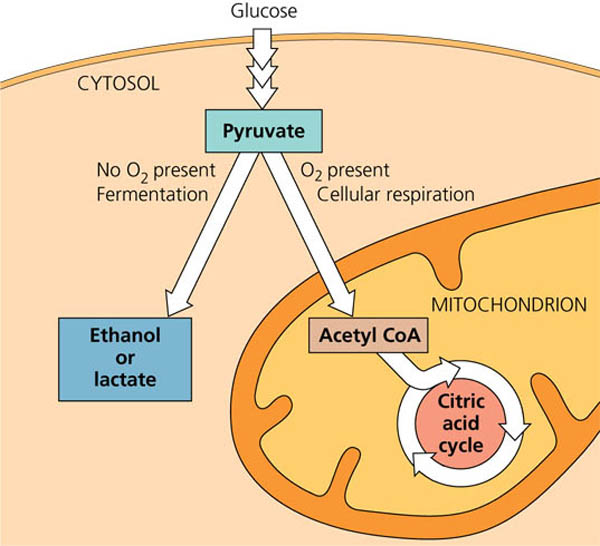 Glucose
CYTOSOL
Pyruvate
No O₂ present
Fermentation
O₂ present
Cellular respiration
MITOCHONDRION
Ethanol
or
lactate
Acetyl CoA
Citric
acid
cycle